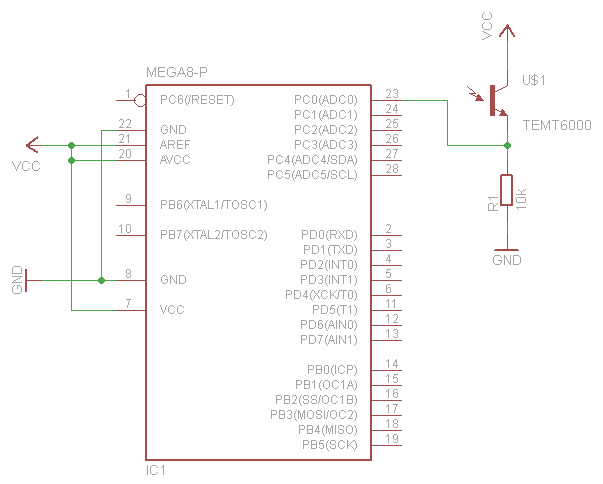 VCC
MEGA8-P
U$1
TEMT6000
1 PC6(/RESET)
PC0(ADC0) 23
PC1(ADC1) 24
22 GND
PC2(ADC2) 25
21 AREF
PC3(ADC3) 26
20 AVCC
PC4(ADC4/SDA) 27
PC5(ADC5/SCL) 28
VCC
R1
10k
9 PB6(XTAL1/TOSC1)
10 PB7(XTAL2/TOSC2)
PD0(RXD) 2
PD1(TXD) 3
PD2(INT0) 4
GND
8 GND
PD3(INT1) 5
PD4(XCK/T0) 6
7 VCC
PD5(T1) 11
PD6(AIN0) 12
PD7(AIN1) 13
GND
PB0(ICP) 14
PB1(OC1A) 15
PB2(SS/OC1B) 16
PB3(MOSI/OC2) 17
PB4(MISO) 18
PB5(SCK) 19
IC1